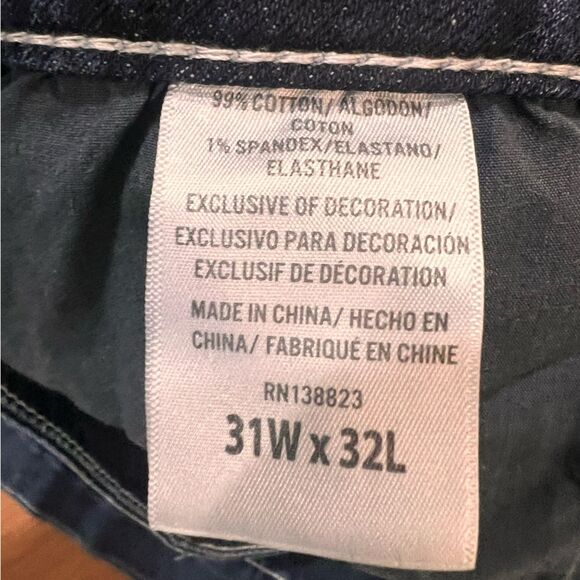 99% COTTON/ ALGODON/
COTON
1% SPANDEX/ELASTANO/
ELASTHANE
EXCLUSIVE OF DECORATION/
EXCLUSIVO PARA DECORACIÓN
EXCLUSIF DE DÉCORATION
MADE IN CHINA/ HECHO EN
CHINA/ FABRIQUÉ EN CHINE
RN138823
31W x 32L